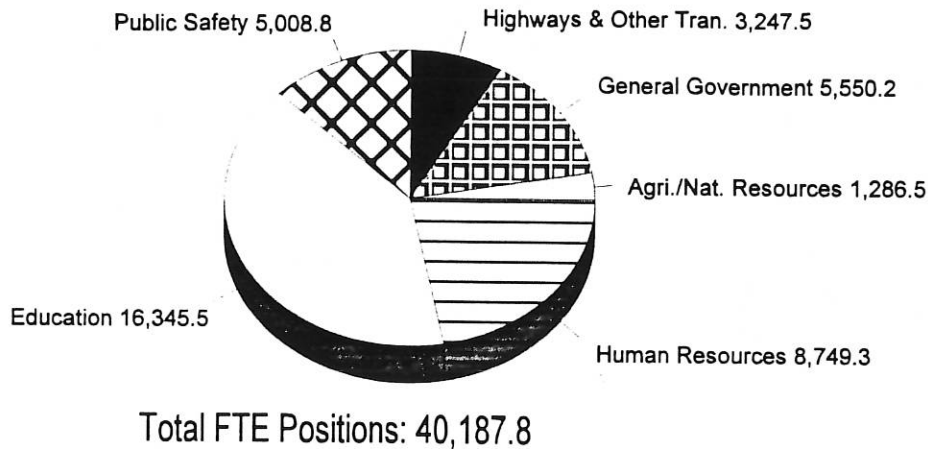 Public Safety 5,008.8
Highways & Other Tran. 3,247.5
General Government 5,550.2
Agri./Nat. Resources 1,286.5
Education 16,345.5
Human Resources 8,749.3
Total FTE Positions: 40,187.8